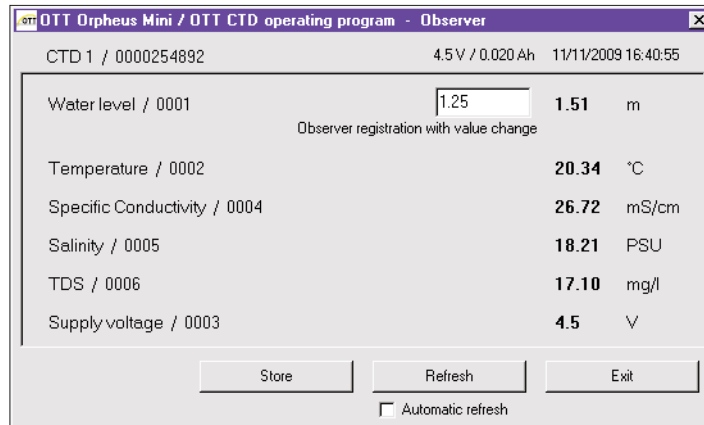 OTT OTT Orpheus Mini / OTT CTD operating program - Observer
CTD 1 / 0000254892 4.5 V / 0.020 Ah 11/11/2009 16:40:55
Water level / 0001 1.25 1.51 m
Observer registration with value change
Temperature / 0002 20.34 °C
Specific Conductivity / 0004 26.72 mS/cm
Salinity / 0005 18.21 PSU
TDS / 0006 17.10 mg/l
Supply voltage / 0003 4.5 V
Store Refresh Exit
Automatic refresh